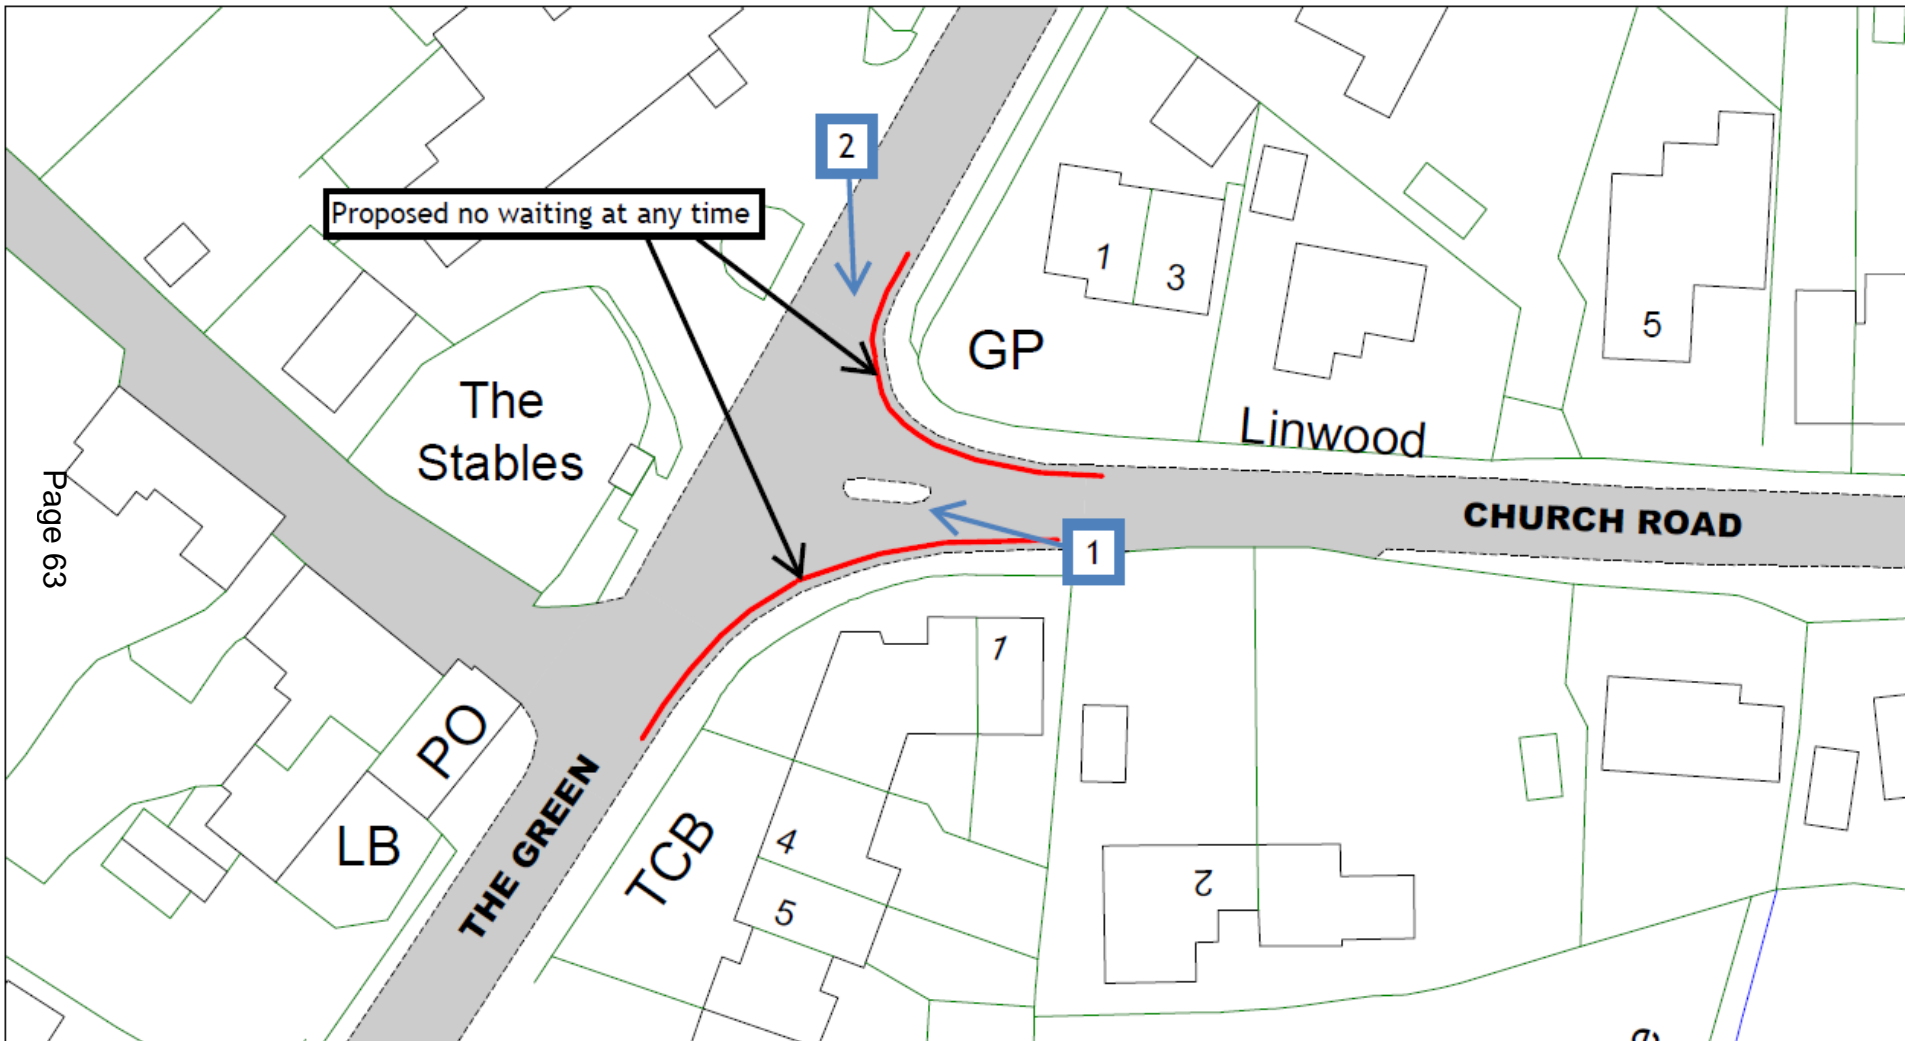 2
Proposed no waiting at any time
1
3
5
GP
The
Stables
Linwood
CHURCH ROAD
Page 63
1
1
PO
LB
THE GREEN
TCB
4
5
2